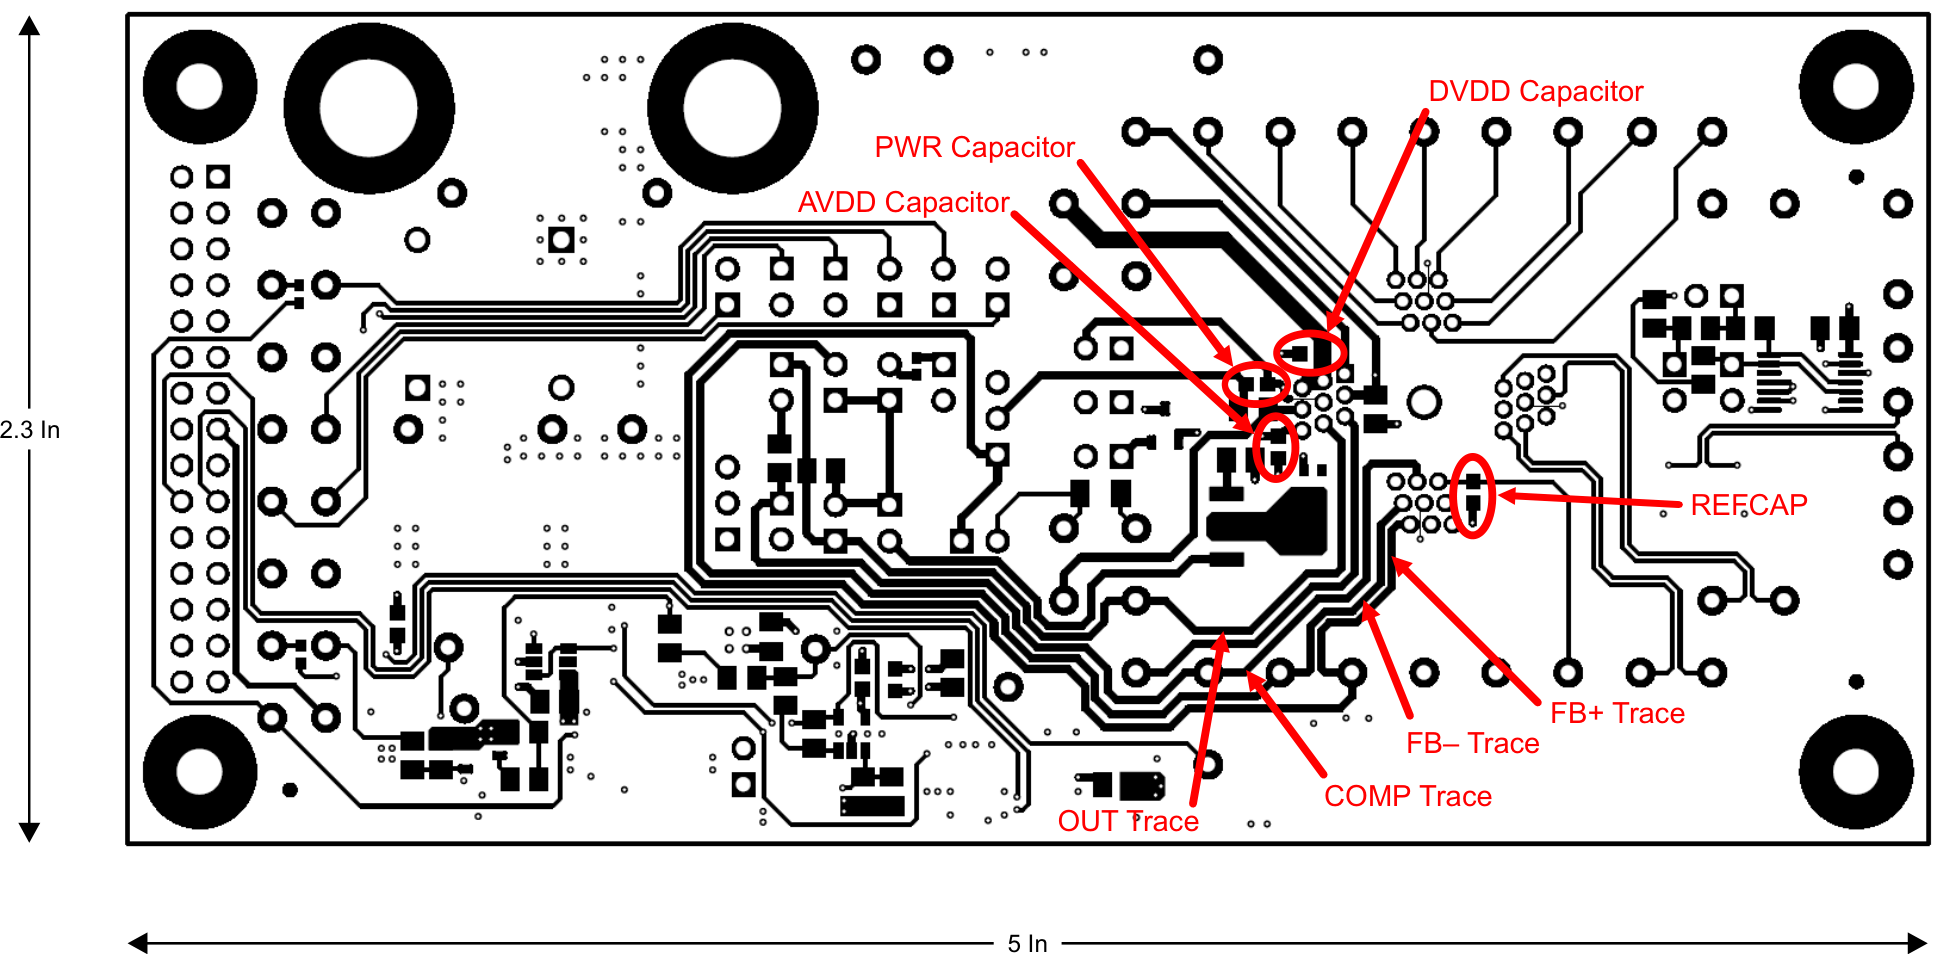 DVDD Capacitor
PWR Capacitor
AVDD Capacitor
2.3 In
REFCAP
FB+ Trace
FB– Trace
COMP Trace
OUT Trace
5 In